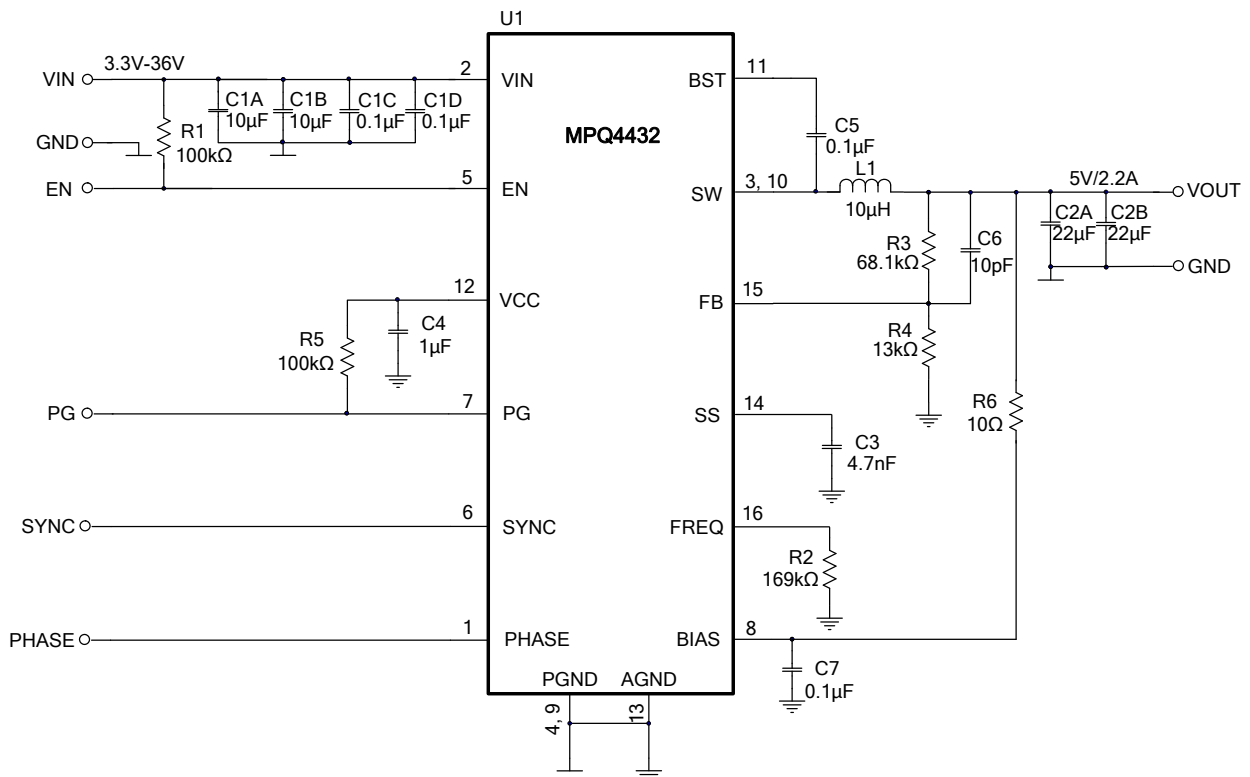 U1
MPQ4432
VIN
3.3V-36V
2
VIN
C1A
10µF
C1B
10µF
C1C
0.1µF
C1D
0.1µF
GND
R1
100kΩ
EN
5
EN
12
VCC
C4
1µF
R5
100kΩ
PG
7
PG
SYNC
6
SYNC
PHASE
1
PHASE
PGND
AGND
4, 9
13
BST
11
C5
0.1µF
SW
3, 10
L1
10µH
5V/2.2A
VOUT
C2A
22µF
C2B
22µF
GND
R3
68.1kΩ
C6
10pF
FB
15
R4
13kΩ
SS
14
C3
4.7nF
R6
10Ω
FREQ
16
R2
169kΩ
BIAS
8
C7
0.1µF